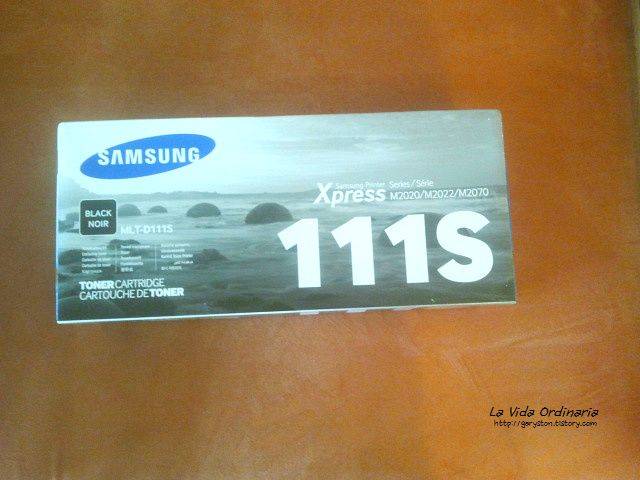 SAMSUNG
Samsung Printer
Xpress
Series/Série
M2020/M2022/M2070
BLACK
NOIR
MLT-D111S
111S
TONER CARTRIDGE
CARTOUCHE DE TONER
La Vida Ordinaria
http://garyston.tistory.com